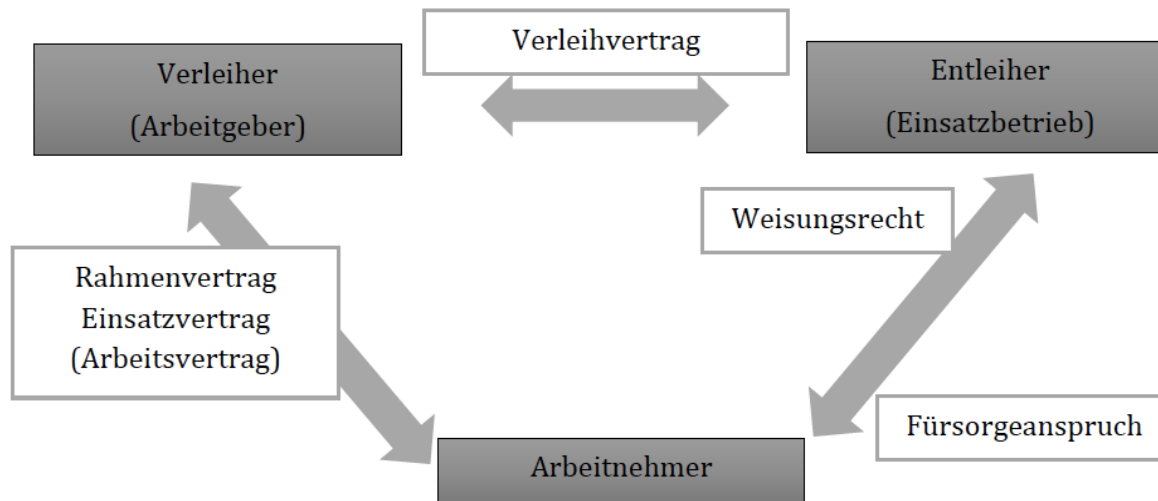 Verleihvertrag
Verleiher
(Arbeitgeber)
Entleiher
(Einsatzbetrieb)
Weisungsrecht
Rahmenvertrag
Einsatzvertrag
(Arbeitsvertrag)
Fürsorgeanspruch
Arbeitnehmer